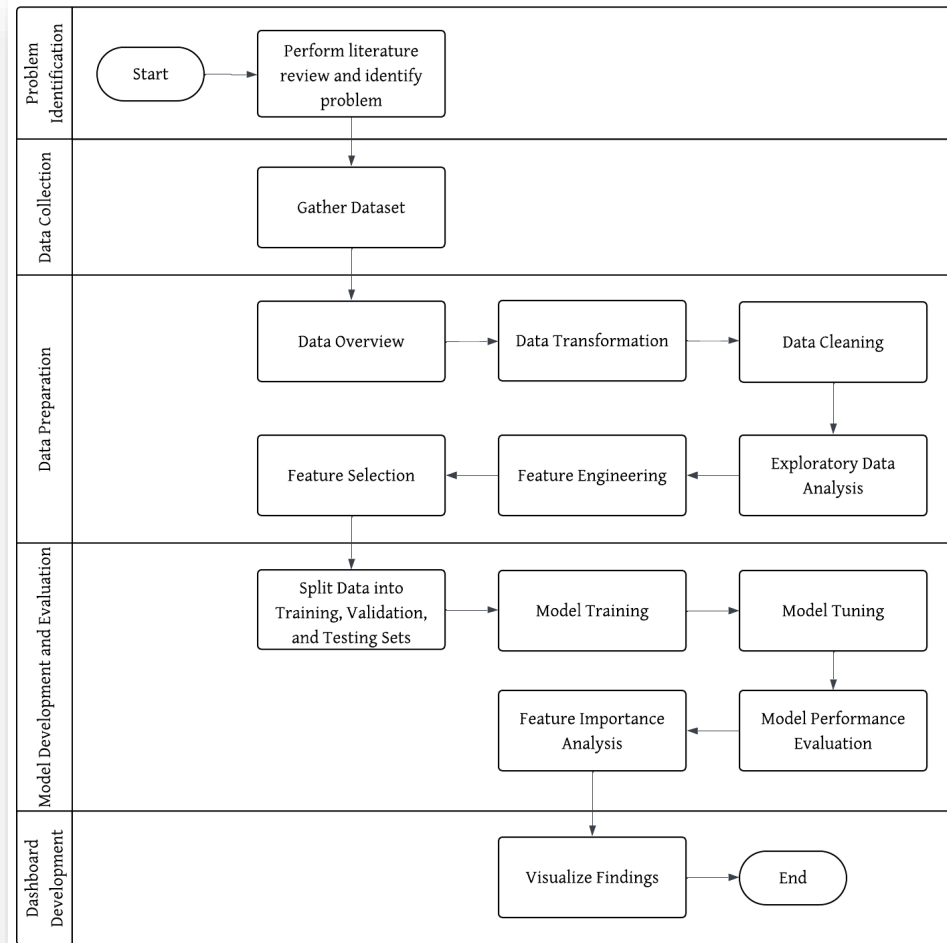 Problem
Identification
Start
Perform literature
review and identify
problem
Data Collection
Gather Dataset
Data Preparation
Data Overview
Data Transformation
Data Cleaning
Exploratory Data
Analysis
Feature Engineering
Feature Selection
Model Development and Evaluation
Split Data into
Training, Validation,
and Testing Sets
Model Training
Model Tuning
Model Performance
Evaluation
Feature Importance
Analysis
Dashboard
Development
Visualize Findings
End